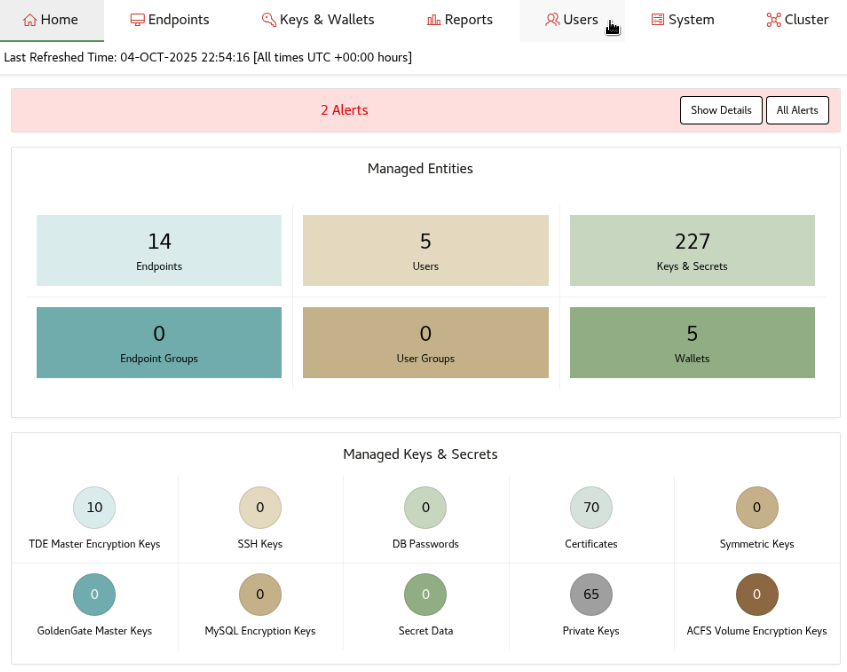 Home Endpoints Keys & Wallets Reports Users System Cluster
Last Refreshed Time: 04-OCT-2025 22:54:16 [All times UTC +00:00 hours]
2 Alerts Show Details All Alerts
Managed Entities
14 5 227
Endpoints Users Keys & Secrets
0 0 5
Endpoint Groups User Groups Wallets
Managed Keys & Secrets
10 0 0 70 0
TDE Master Encryption Keys SSH Keys DB Passwords Certificates Symmetric Keys
0 0 0 65 0
GoldenGate Master Keys MySQL Encryption Keys Secret Data Private Keys ACFS Volume Encryption Keys